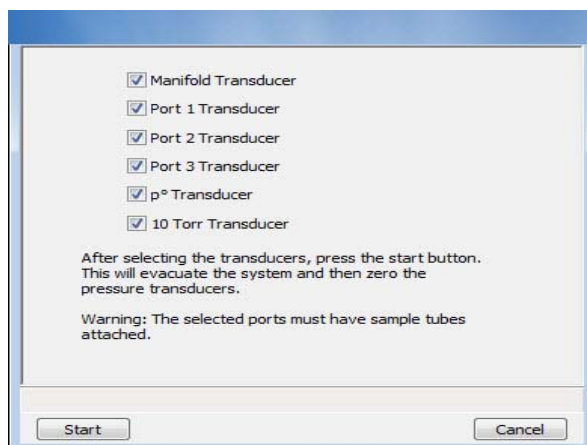 Manifold Transducer
Port 1 Transducer
Port 2 Transducer
Port 3 Transducer
p° Transducer
10 Torr Transducer
After selecting the transducers, press the start button.
This will evacuate the system and then zero the
pressure transducers.
Warning: The selected ports must have sample tubes
attached.
Start
Cancel